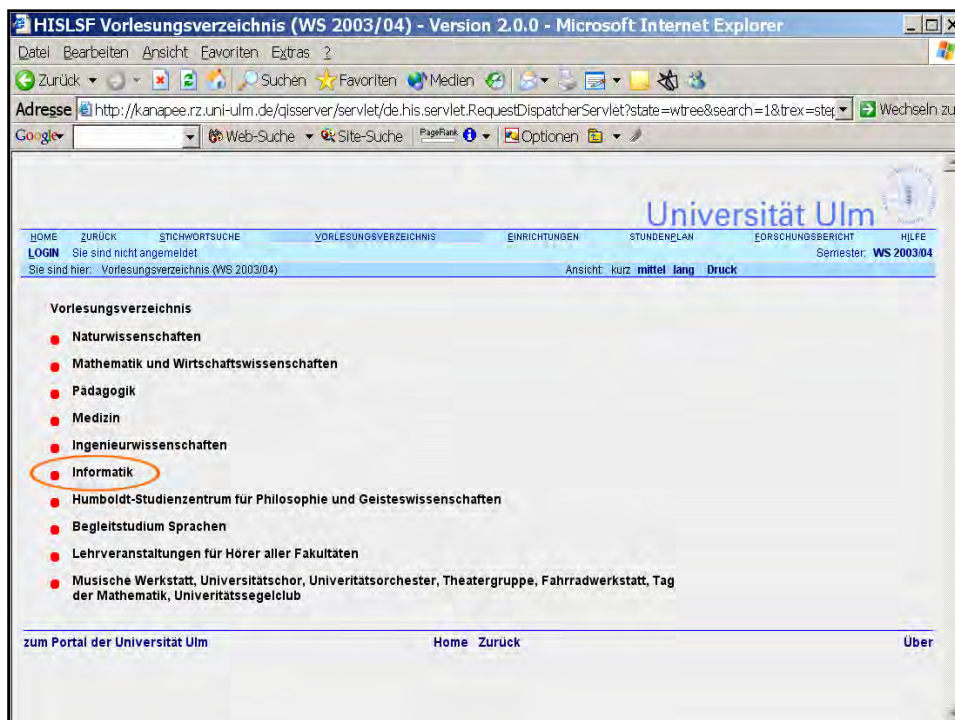 HISLSF Vorlesungsverzeichnis (WS 2003/04) - Version 2.0.0 - Microsoft Internet Explorer
Datei Bearbeiten Ansicht Favoriten Extras ?
Zurück Suchen Favoriten Medien
Adresse http://kanapee.rz.uni-ulm.de/qisserver/servlet/de.his.servlet.RequestDispatcherServlet?state=wtree&search=1&trex=step Wechseln zu
Google Web-Suche Site-Suche PageRank Optionen
Universität Ulm
HOME ZURÜCK STICHWORTSUCHE VORLESUNGSVERZEICHNIS EINRICHTUNGEN STUNDENPLAN FORSCHUNGSBERICHT HILFE
LOGIN Sie sind nicht angemeldet Semester: WS 2003/04
Sie sind hier: Vorlesungsverzeichnis (WS 2003/04) Ansicht: kurz mittel lang Druck
Vorlesungsverzeichnis
Naturwissenschaften
Mathematik und Wirtschaftswissenschaften
Pädagogik
Medizin
Ingenieurwissenschaften
Informatik
Humboldt-Studienzentrum für Philosophie und Geisteswissenschaften
Begleitstudium Sprachen
Lehrveranstaltungen für Hörer aller Fakultäten
Musische Werkstatt, Universitätschor, Univeritätsorchester, Theatergruppe, Fahrradwerkstatt, Tag
der Mathematik, Univeritätssegelclub
zum Portal der Universität Ulm Home Zurück Über